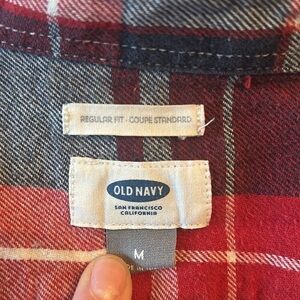 REGULAR FIT - COUPE STANDARD
OLD NAVY
SAN FRANCISCO
CALIFORNIA
M